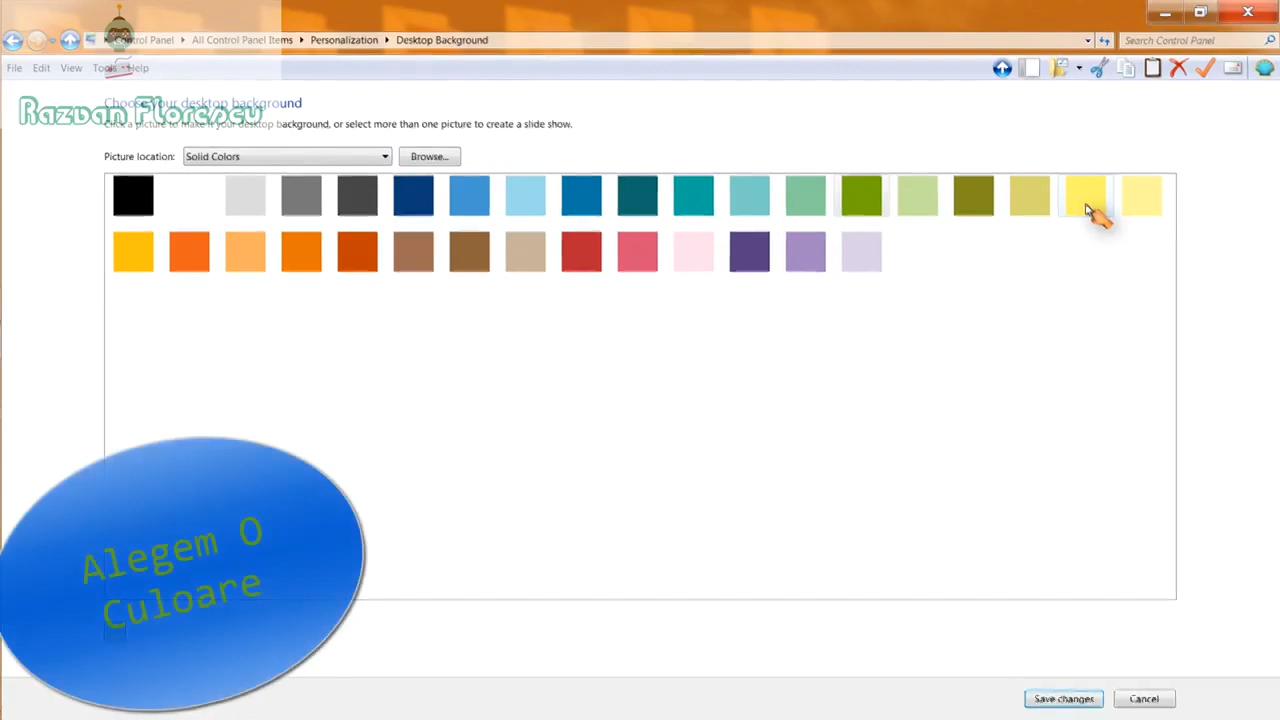 Control Panel ▸ All Control Panel Items ▸ Personalization ▸ Desktop Background
Search Control Panel
File Edit View Tools Help
Choose your desktop background
Razvan Florescu
Click a picture to make it your desktop background, or select more than one picture to create a slide show.
Picture location: Solid Colors Browse...
Alegem O
Culoare
Save changes Cancel